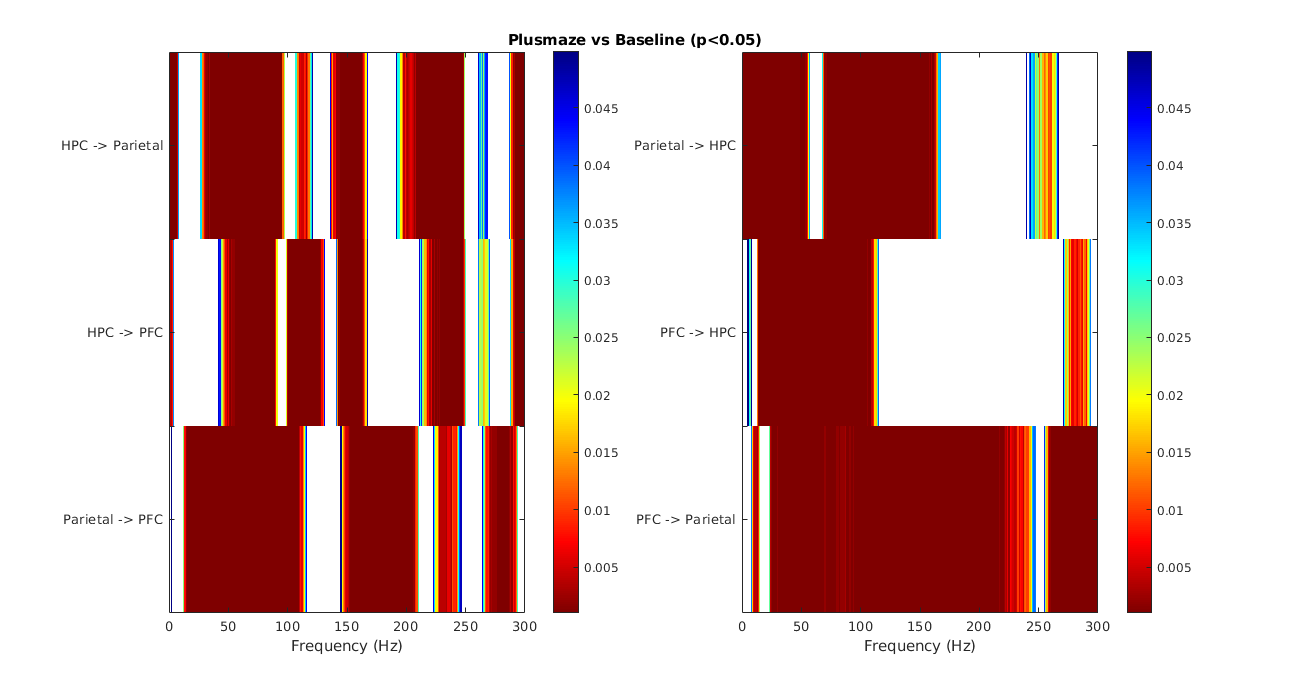 Plusmaze vs Baseline (p<0.05)
HPC -> Parietal
HPC -> PFC
Parietal -> PFC
0 50 100 150 200 250 300
Frequency (Hz)
0.045
0.04
0.035
0.03
0.025
0.02
0.015
0.01
0.005
Parietal -> HPC
PFC -> HPC
PFC -> Parietal
0 50 100 150 200 250 300
Frequency (Hz)
0.045
0.04
0.035
0.03
0.025
0.02
0.015
0.01
0.005